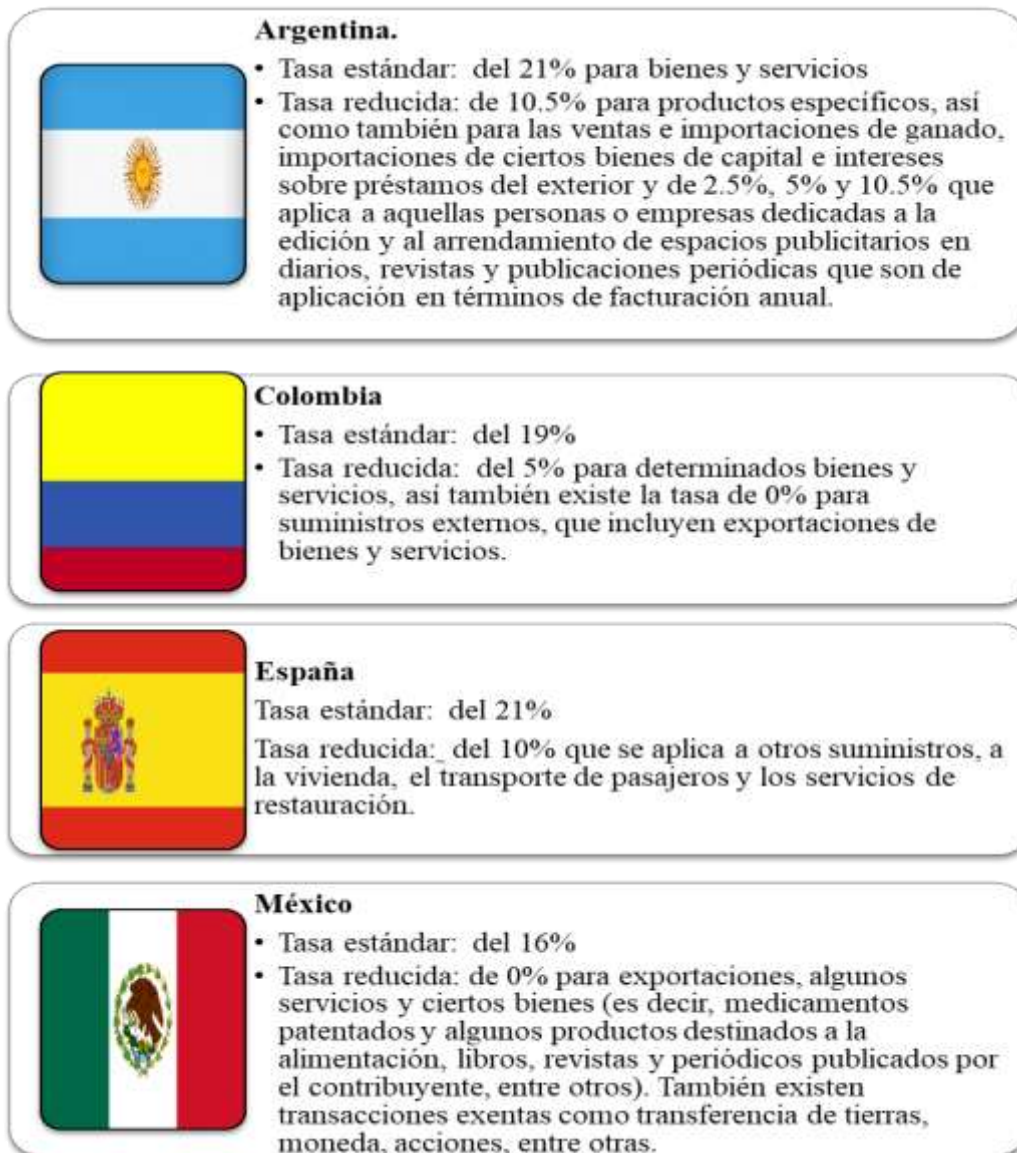 Argentina.
• Tasa estándar: del 21% para bienes y servicios
• Tasa reducida: de 10.5% para productos específicos, así
como también para las ventas e importaciones de ganado,
importaciones de ciertos bienes de capital e intereses
sobre préstamos del exterior y de 2.5%, 5% y 10.5% que
aplica a aquellas personas o empresas dedicadas a la
edición y al arrendamiento de espacios publicitarios en
diarios, revistas y publicaciones periódicas que son de
aplicación en términos de facturación anual.
Colombia
• Tasa estándar: del 19%
• Tasa reducida: del 5% para determinados bienes y
servicios, así también existe la tasa de 0% para
suministros externos, que incluyen exportaciones de
bienes y servicios.
España
Tasa estándar: del 21%
Tasa reducida: del 10% que se aplica a otros suministros, a
la vivienda, el transporte de pasajeros y los servicios de
restauración.
México
• Tasa estándar: del 16%
• Tasa reducida: de 0% para exportaciones, algunos
servicios y ciertos bienes (es decir, medicamentos
patentados y algunos productos destinados a la
alimentación, libros, revistas y periódicos publicados por
el contribuyente, entre otros). También existen
transacciones exentas como transferencia de tierras,
moneda, acciones, entre otras.